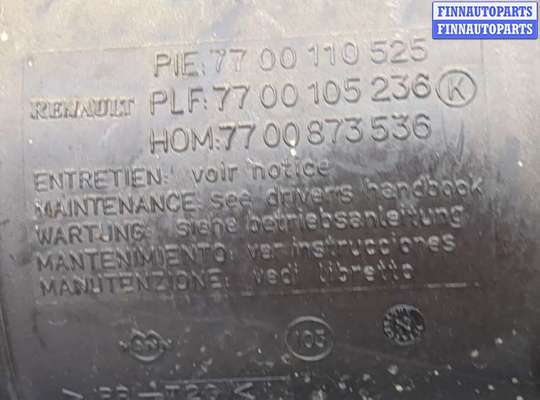 FINNAUTOPARTS
FINNAUTOPARTS
PIE:77 00 110 525
RENAULT PLF:77 00 105 236 K
HOM:77 00 873 536
ENTRETIEN: voir notice
MAINTENANCE: see drivers handbook
WARTUNG: siehe betriebsanleitung
MANTENIMIENTO: ver instrucciones
MANUTENZIONE: vedi libretto
103